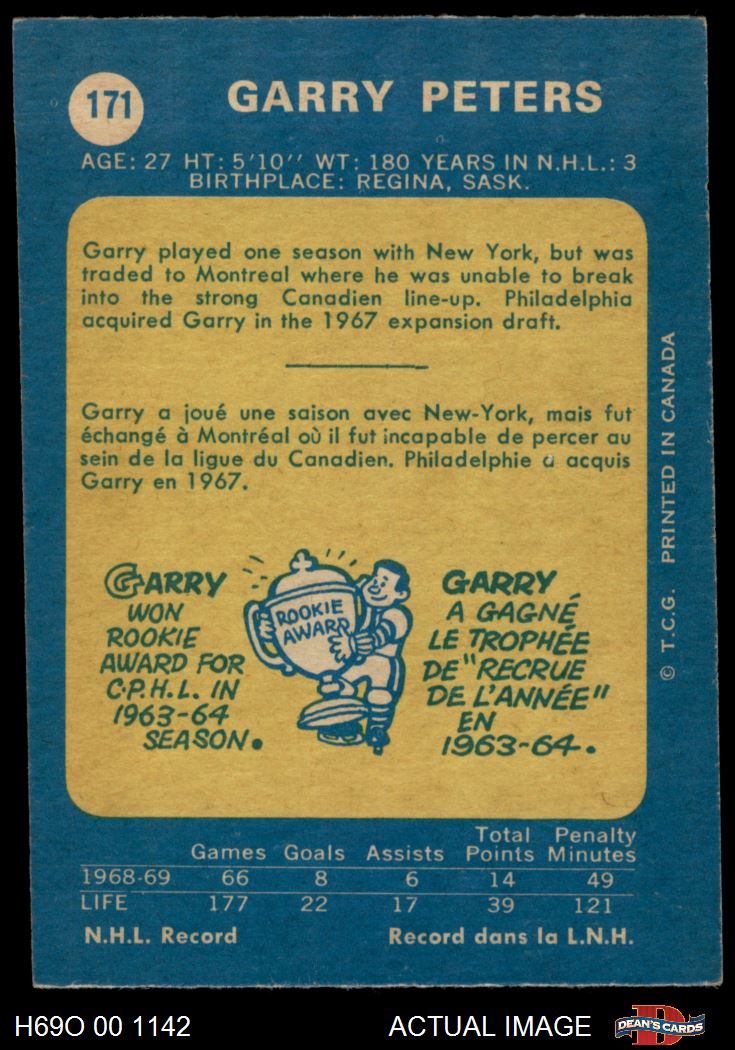 171
GARRY PETERS
AGE: 27 HT: 5'10'' WT: 180 YEARS IN N.H.L.: 3
BIRTHPLACE: REGINA, SASK.
Garry played one season with New York, but was
traded to Montreal where he was unable to break
into the strong Canadien line-up. Philadelphia
acquired Garry in the 1967 expansion draft.
Garry a joué une saison avec New-York, mais fut
échangé à Montréal où il fut incapable de percer au
sein de la ligue du Canadien. Philadelphie a acquis
Garry en 1967.
GARRY
WON
ROOKIE
AWARD FOR
C.P.H.L. IN
1963-64
SEASON.
ROOKIE
AWARD
GARRY
A GAGNÉ
LE TROPHÉE
DE "RECRUE
DE L'ANNÉE"
EN
1963-64.
© T.C.G. PRINTED IN CANADA
Games Goals Assists Total Points Penalty Minutes
1968-69 66 8 6 14 49
LIFE 177 22 17 39 121
N.H.L. Record Record dans la L.N.H.
H69O 00 1142 ACTUAL IMAGE
D
DEAN'S CARDS